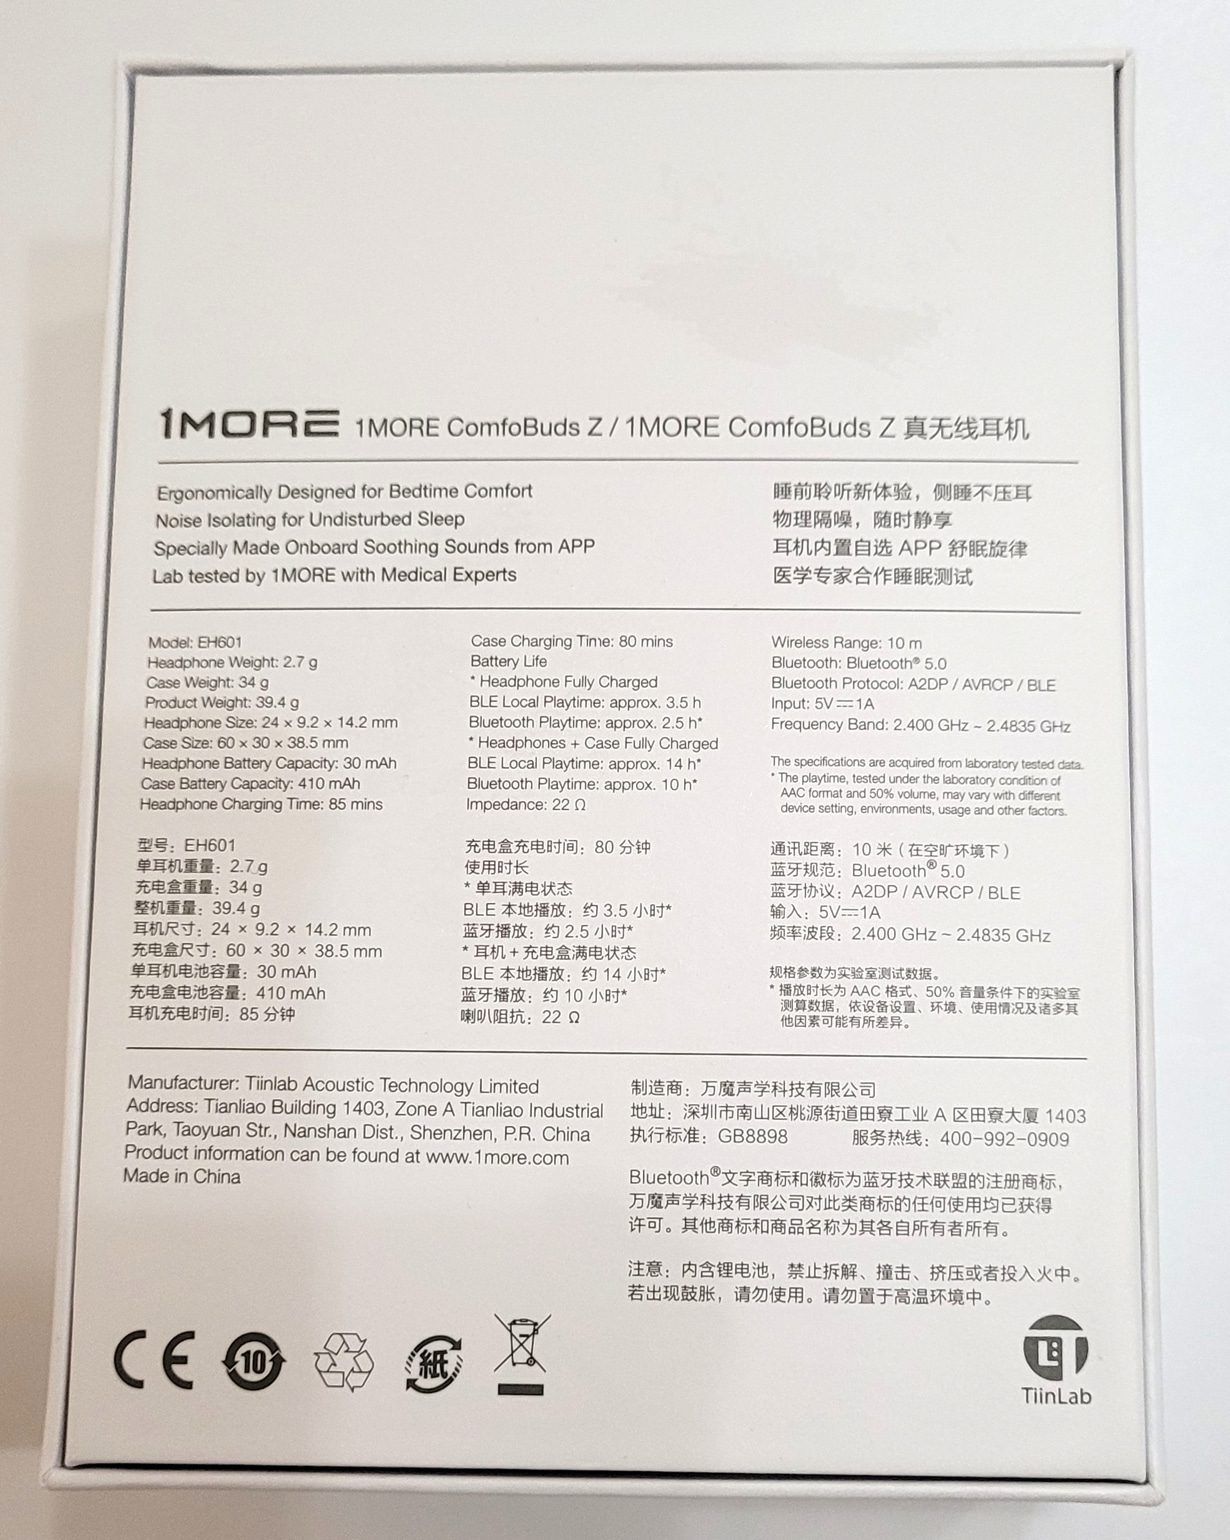 1MORE 1MORE ComfoBuds Z / 1MORE ComfoBuds Z 真无线耳机
Ergonomically Designed for Bedtime Comfort
Noise Isolating for Undisturbed Sleep
Specially Made Onboard Soothing Sounds from APP
Lab tested by 1MORE with Medical Experts
睡前聆听新体验，侧睡不压耳
物理隔噪，随时静享
耳机内置自选 APP 舒眠旋律
医学专家合作睡眠测试
Model: EH601
Headphone Weight: 2.7 g
Case Weight: 34 g
Product Weight: 39.4 g
Headphone Size: 24 × 9.2 × 14.2 mm
Case Size: 60 × 30 × 38.5 mm
Headphone Battery Capacity: 30 mAh
Case Battery Capacity: 410 mAh
Headphone Charging Time: 85 mins
Case Charging Time: 80 mins
Battery Life
* Headphone Fully Charged
BLE Local Playtime: approx. 3.5 h
Bluetooth Playtime: approx. 2.5 h*
* Headphones + Case Fully Charged
BLE Local Playtime: approx. 14 h*
Bluetooth Playtime: approx. 10 h*
Impedance: 22 Ω
Wireless Range: 10 m
Bluetooth: Bluetooth® 5.0
Bluetooth Protocol: A2DP / AVRCP / BLE
Input: 5V⎓1A
Frequency Band: 2.400 GHz ~ 2.4835 GHz
The specifications are acquired from laboratory tested data.
* The playtime, tested under the laboratory condition of
AAC format and 50% volume, may vary with different
device setting, environments, usage and other factors.
型号：EH601
单耳机重量：2.7 g
充电盒重量：34 g
整机重量：39.4 g
耳机尺寸：24 × 9.2 × 14.2 mm
充电盒尺寸：60 × 30 × 38.5 mm
单耳机电池容量：30 mAh
充电盒电池容量：410 mAh
耳机充电时间：85 分钟
充电盒充电时间：80 分钟
使用时长
* 单耳满电状态
BLE 本地播放：约 3.5 小时*
蓝牙播放：约 2.5 小时*
* 耳机 + 充电盒满电状态
BLE 本地播放：约 14 小时*
蓝牙播放：约 10 小时*
喇叭阻抗：22 Ω
通讯距离：10 米（在空旷环境下）
蓝牙规范：Bluetooth® 5.0
蓝牙协议：A2DP / AVRCP / BLE
输入：5V⎓1A
频率波段：2.400 GHz ~ 2.4835 GHz
规格参数为实验室测试数据。
* 播放时长为 AAC 格式、50% 音量条件下的实验室
测算数据，依设备设置、环境、使用情况及诸多其
他因素可能有所差异。
Manufacturer: Tiinlab Acoustic Technology Limited
Address: Tianliao Building 1403, Zone A Tianliao Industrial
Park, Taoyuan Str., Nanshan Dist., Shenzhen, P.R. China
Product information can be found at www.1more.com
Made in China
制造商：万魔声学科技有限公司
地址：深圳市南山区桃源街道田寮工业 A 区田寮大厦 1403
执行标准：GB8898 服务热线：400-992-0909
Bluetooth®文字商标和徽标为蓝牙技术联盟的注册商标，
万魔声学科技有限公司对此类商标的任何使用均已获得
许可。其他商标和商品名称为其各自所有者所有。
注意：内含锂电池，禁止拆解、撞击、挤压或者投入火中。
若出现鼓胀，请勿使用。请勿置于高温环境中。
CE 10 紙
TiinLab